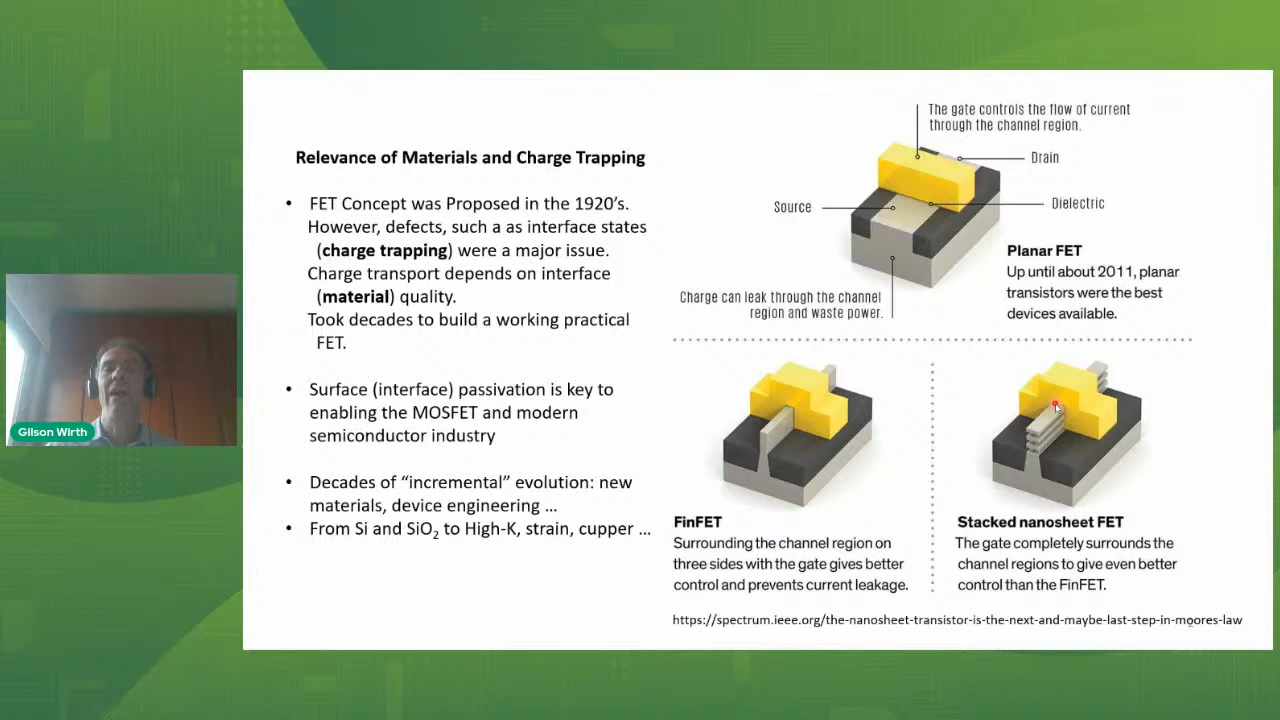 Relevance of Materials and Charge Trapping
• FET Concept was Proposed in the 1920's.
However, defects, such a as interface states
(charge trapping) were a major issue.
Charge transport depends on interface
(material) quality.
Took decades to build a working practical
FET.
• Surface (interface) passivation is key to
enabling the MOSFET and modern
semiconductor industry
• Decades of “incremental” evolution: new
materials, device engineering ...
• From Si and SiO2 to High-K, strain, cupper ...
The gate controls the flow of current
through the channel region.
Drain
Source
Dielectric
Charge can leak through the channel
region and waste power.
Planar FET
Up until about 2011, planar
transistors were the best
devices available.
FinFET
Surrounding the channel region on
three sides with the gate gives better
control and prevents current leakage.
Stacked nanosheet FET
The gate completely surrounds the
channel regions to give even better
control than the FinFET.
https://spectrum.ieee.org/the-nanosheet-transistor-is-the-next-and-maybe-last-step-in-moores-law
Gilson Wirth